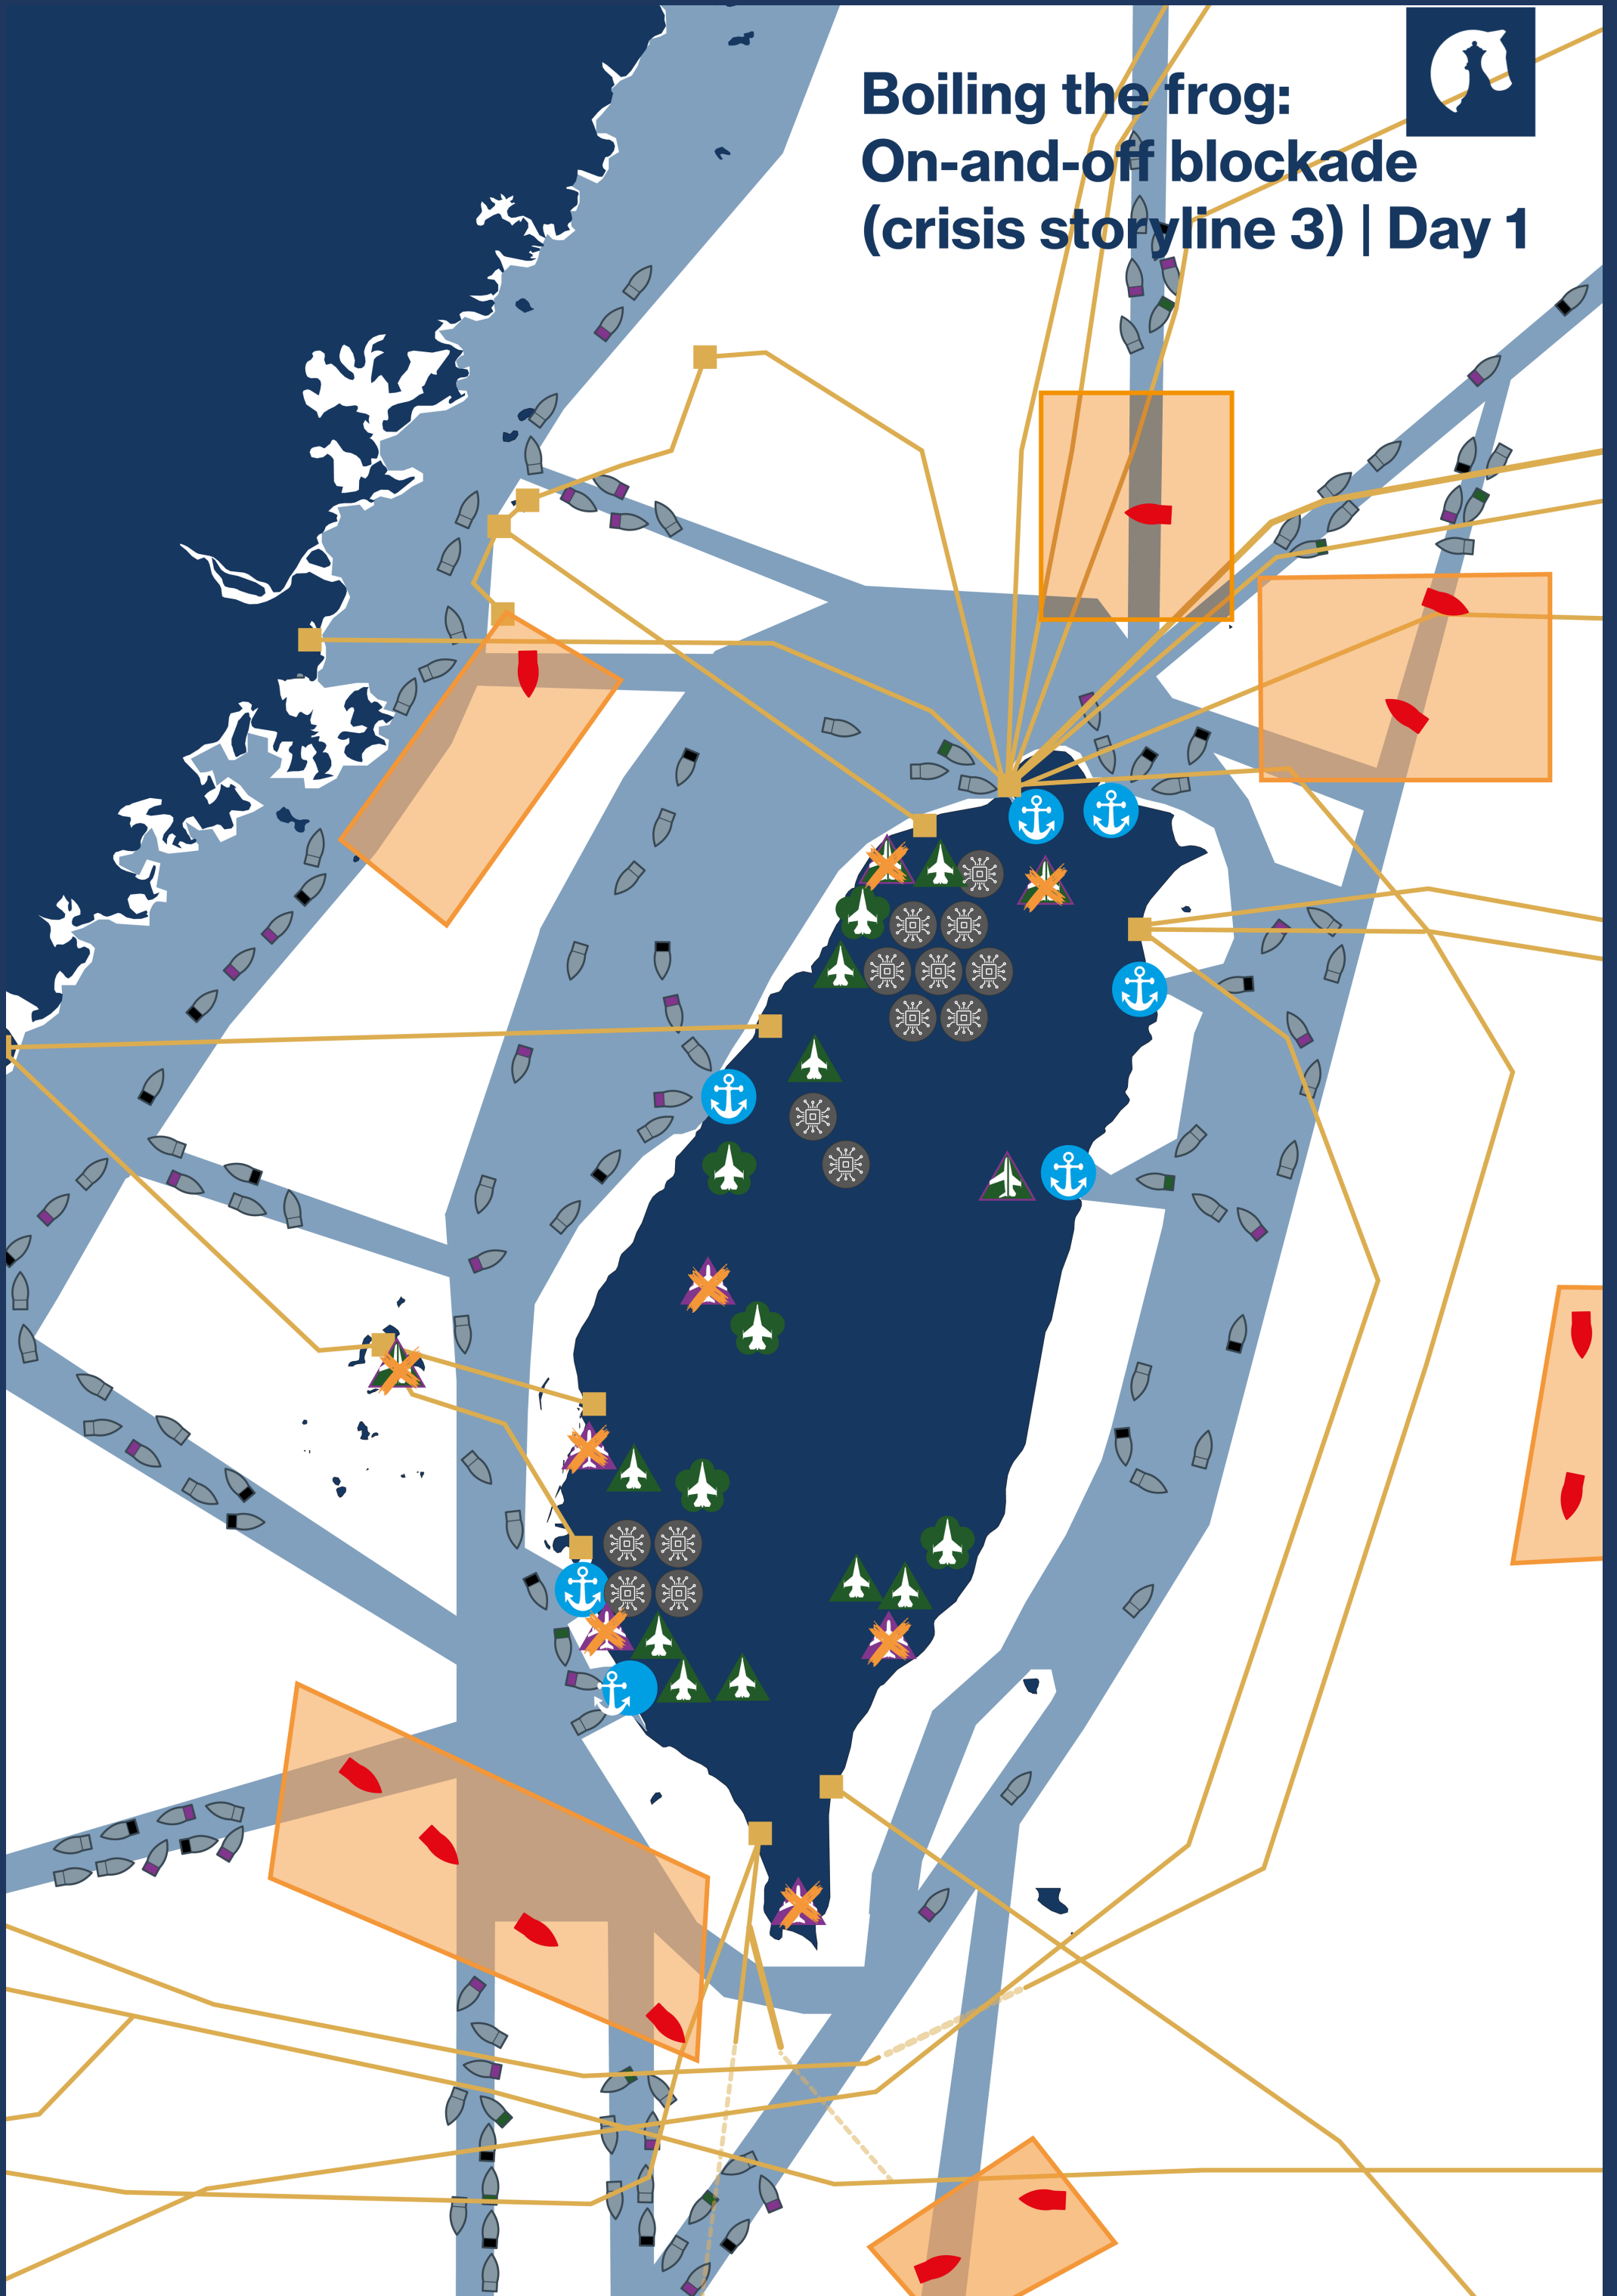 Boiling the frog:
On-and-off blockade
(crisis storyline 3) | Day 1